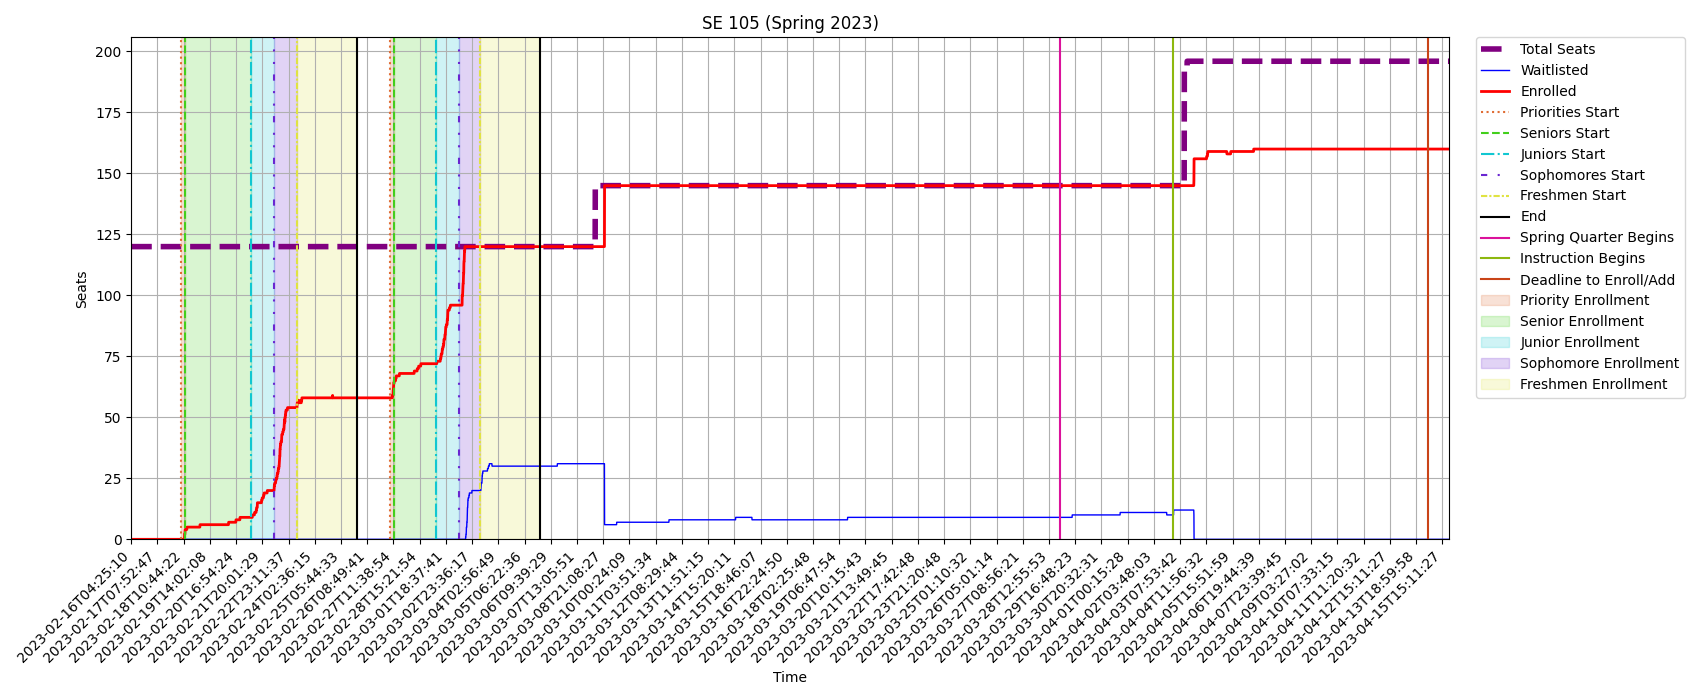 SE 105 (Spring 2023)
Seats
200
175
150
125
100
75
50
25
0
2023-02-16T04:25:10
2023-02-17T07:52:47
2023-02-18T10:44:22
2023-02-19T14:02:08
2023-02-20T16:54:24
2023-02-21T20:01:29
2023-02-22T23:11:37
2023-02-24T02:36:15
2023-02-25T05:44:33
2023-02-26T08:49:41
2023-02-27T11:38:54
2023-02-28T15:21:54
2023-03-01T18:37:41
2023-03-02T23:36:17
2023-03-04T02:56:49
2023-03-05T06:22:36
2023-03-06T09:39:29
2023-03-07T13:05:51
2023-03-08T21:08:27
2023-03-10T00:24:09
2023-03-11T03:51:34
2023-03-12T08:29:44
2023-03-13T11:51:15
2023-03-14T15:20:11
2023-03-15T18:46:07
2023-03-16T22:24:50
2023-03-18T02:25:48
2023-03-19T06:47:54
2023-03-20T10:15:43
2023-03-21T13:49:45
2023-03-22T17:42:48
2023-03-23T21:20:48
2023-03-25T01:10:32
2023-03-26T05:01:14
2023-03-27T08:56:21
2023-03-28T12:55:53
2023-03-29T16:48:23
2023-03-30T20:32:31
2023-04-01T00:15:28
2023-04-02T03:48:03
2023-04-03T07:53:42
2023-04-04T11:56:32
2023-04-05T15:51:59
2023-04-06T19:44:39
2023-04-07T23:39:45
2023-04-09T03:27:02
2023-04-10T07:33:15
2023-04-11T11:20:32
2023-04-12T15:11:27
2023-04-13T18:59:58
2023-04-15T15:11:27
Time
Total Seats
Waitlisted
Enrolled
Priorities Start
Seniors Start
Juniors Start
Sophomores Start
Freshmen Start
End
Spring Quarter Begins
Instruction Begins
Deadline to Enroll/Add
Priority Enrollment
Senior Enrollment
Junior Enrollment
Sophomore Enrollment
Freshmen Enrollment